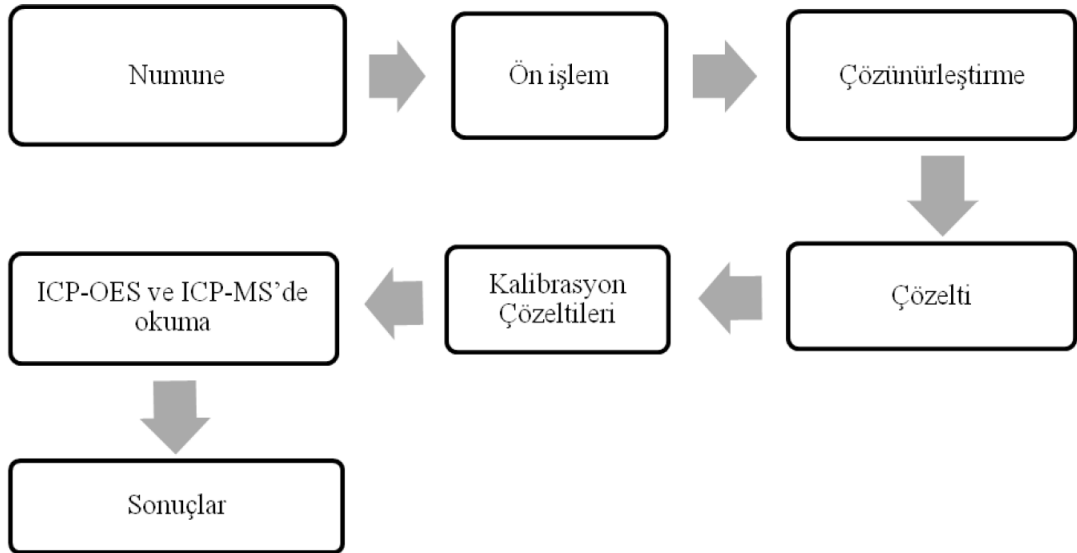 Numune
Ön işlem
Çözünürleştirme
Çözelti
Kalibrasyon
Çözeltileri
ICP-OES ve ICP-MS’de
okuma
Sonuçlar